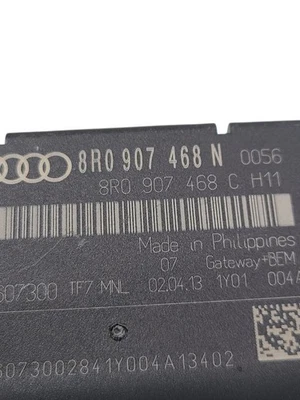 8R0 907 468 N 0056
8R0 907 468 C H11
Made in Philippines
07 Gateway+BEM
607300 TF7 MNL 02.04.13 1Y01 004A
6073002841Y004A13402